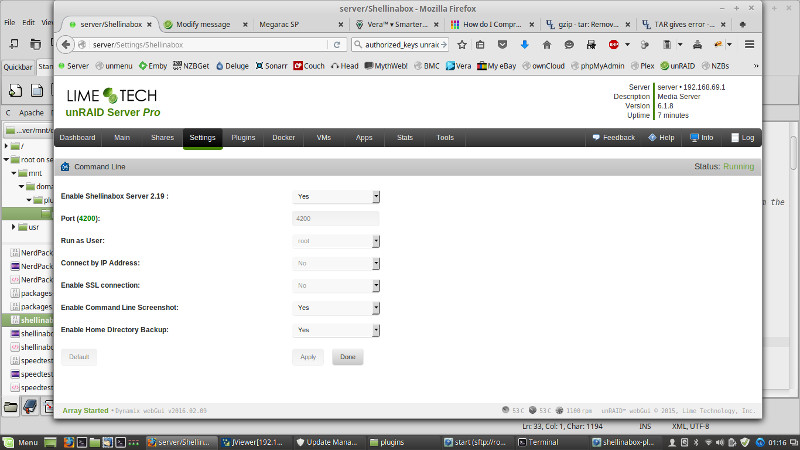 server/Shellinabox - Mozilla Firefox
File Edit
server/Shellinabox
Modify message
Megarac SP
Vera™ ▾ Smarter...
How do I Compr...
gzip - tar: Remov...
TAR gives error - ...
server/Settings/Shellinabox
authorized_keys unrai
Quickbar
Server
unmenu
Emby
NZBGet
Deluge
Sonarr
Couch
Head
MythWeb!
BMC
Vera
My eBay
ownCloud
phpMyAdmin
Plex
unRAID
NZBs
LIME TECH
unRAID Server Pro
Server server • 192.168.69.1
Description Media Server
Version 6.1.8
Uptime 7 minutes
C Apache
Dashboard Main Shares Settings Plugins Docker VMs Apps Stats Tools
Feedback Help Info Log
...ver/mnt/u
/
root on se
mnt
doma
plu
usr
Command Line
Status: Running
Enable Shellinabox Server 2.19 : Yes
Port (4200): 4200
Run as User: root
Connect by IP Address: No
Enable SSL connection: No
Enable Command Line Screenshot: Yes
Enable Home Directory Backup: Yes
Default Apply Done
the
NerdPack
NerdPack
NerdPack
packages
packages
shellinabo
shellinabo
shellinabo
speedtest
speedtest
speedtest
Array Started • Dynamix webGui v2016.02.09
53 C 53 C 1100 rpm unRAID™ webGui © 2015, Lime Technology, Inc.
Ln: 33, Col: 1, Char: 1194 INS XML, UTF-8
Menu
server/Shellin...
JViewer[192.1...
Update Mana...
plugins
start (sftp://ro...
Terminal
shellinabox-pl...
01:16